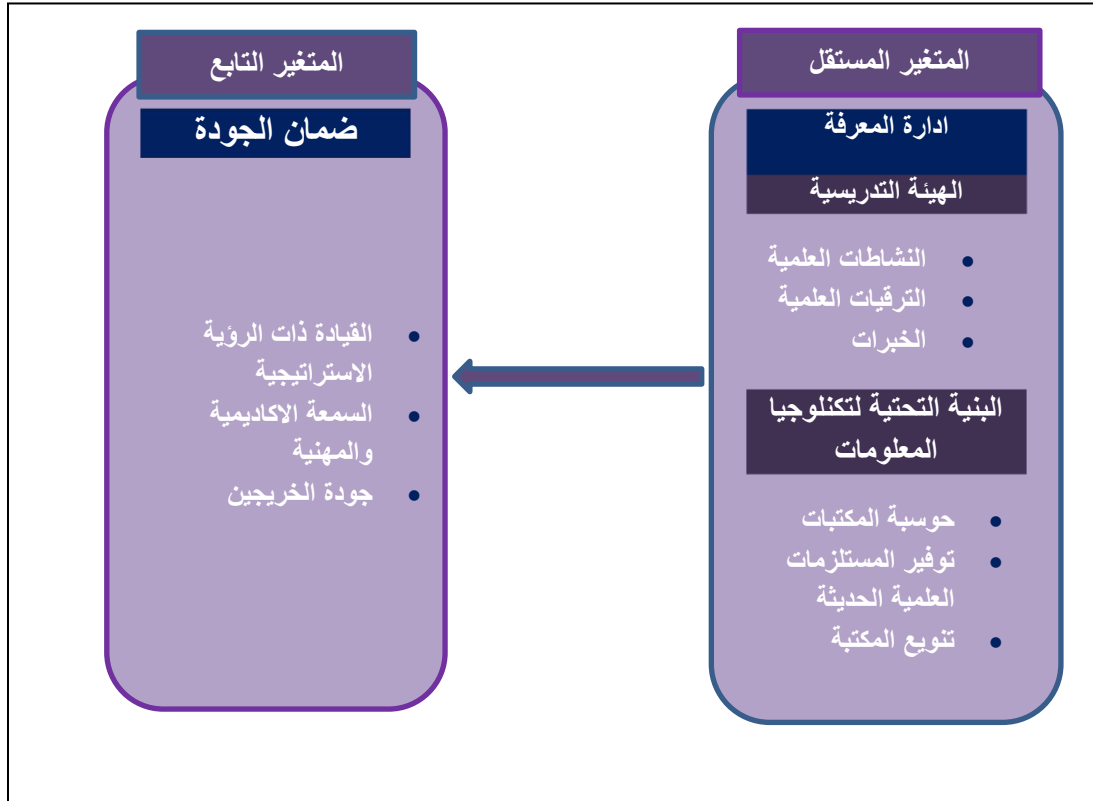 المتغير المستقل
ادارة المعرفة
الهيئة التدريسية
• النشاطات العلمية
• الترقيات العلمية
• الخبرات
البنية التحتية لتكنلوجيا
المعلومات
• حوسبة المكتبات
• توفير المستلزمات
العلمية الحديثة
• تنويع المكتبة
المتغير التابع
ضمان الجودة
• القيادة ذات الرؤية
الاستراتيجية
• السمعة الاكاديمية
والمهنية
• جودة الخريجين